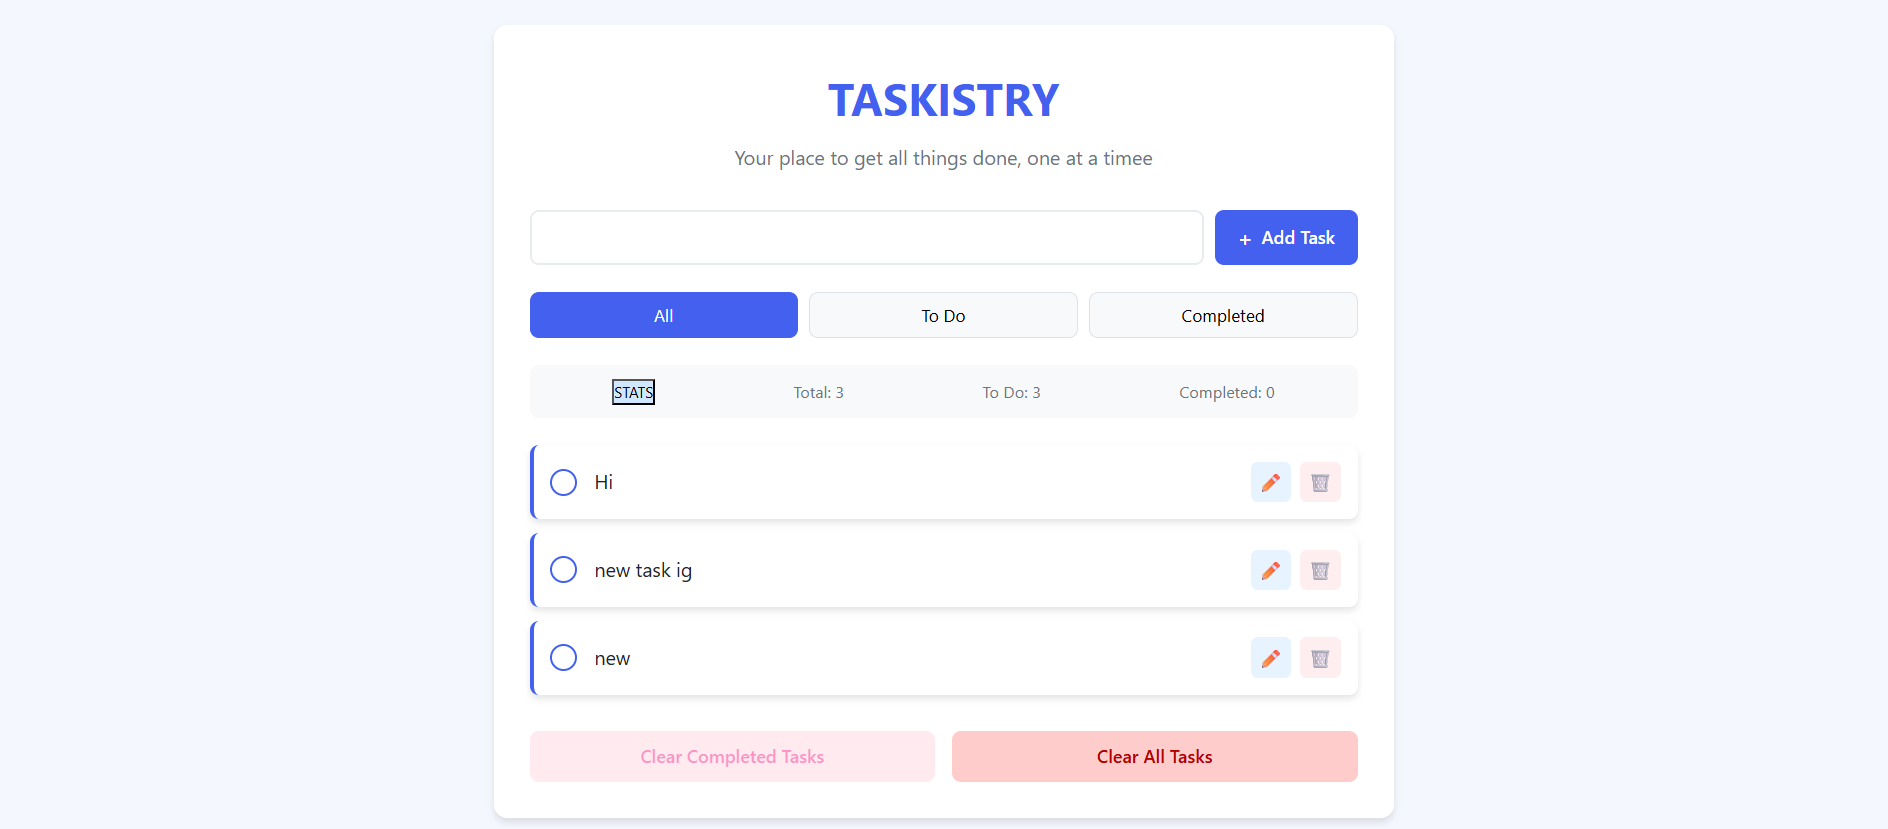 TASKISTRY
Your place to get all things done, one at a timee
+ Add Task
All To Do Completed
STATS Total: 3 To Do: 3 Completed: 0
Hi
new task ig
new
Clear Completed Tasks Clear All Tasks